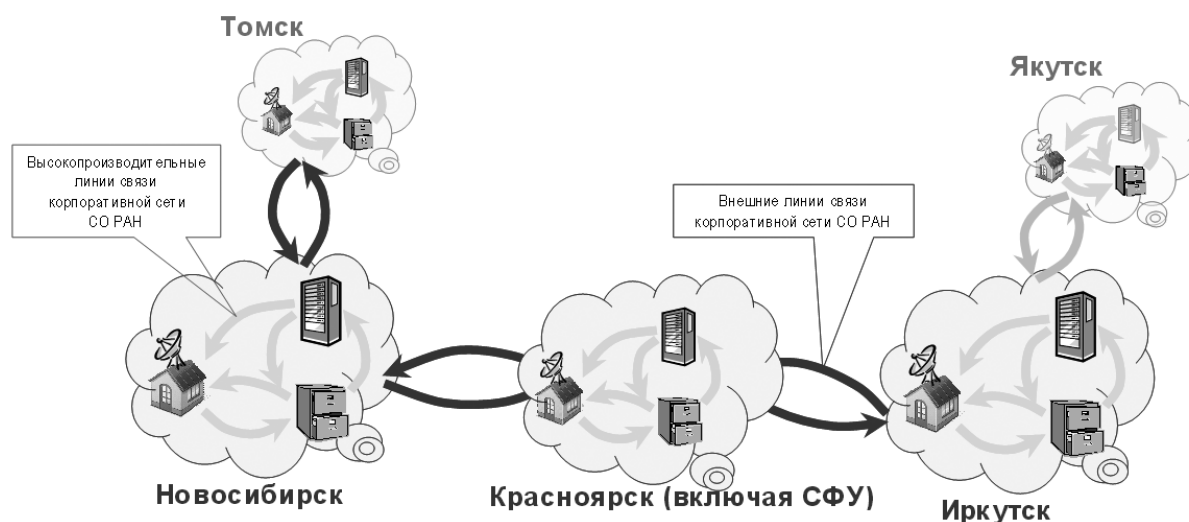 Томск
Якутск
Высокопроизводительные
линии связи
корпоративной сети
СО РАН
Внешние линии связи
корпоративной сети СО РАН
Новосибирск
Красноярск (включая СФУ)
Иркутск